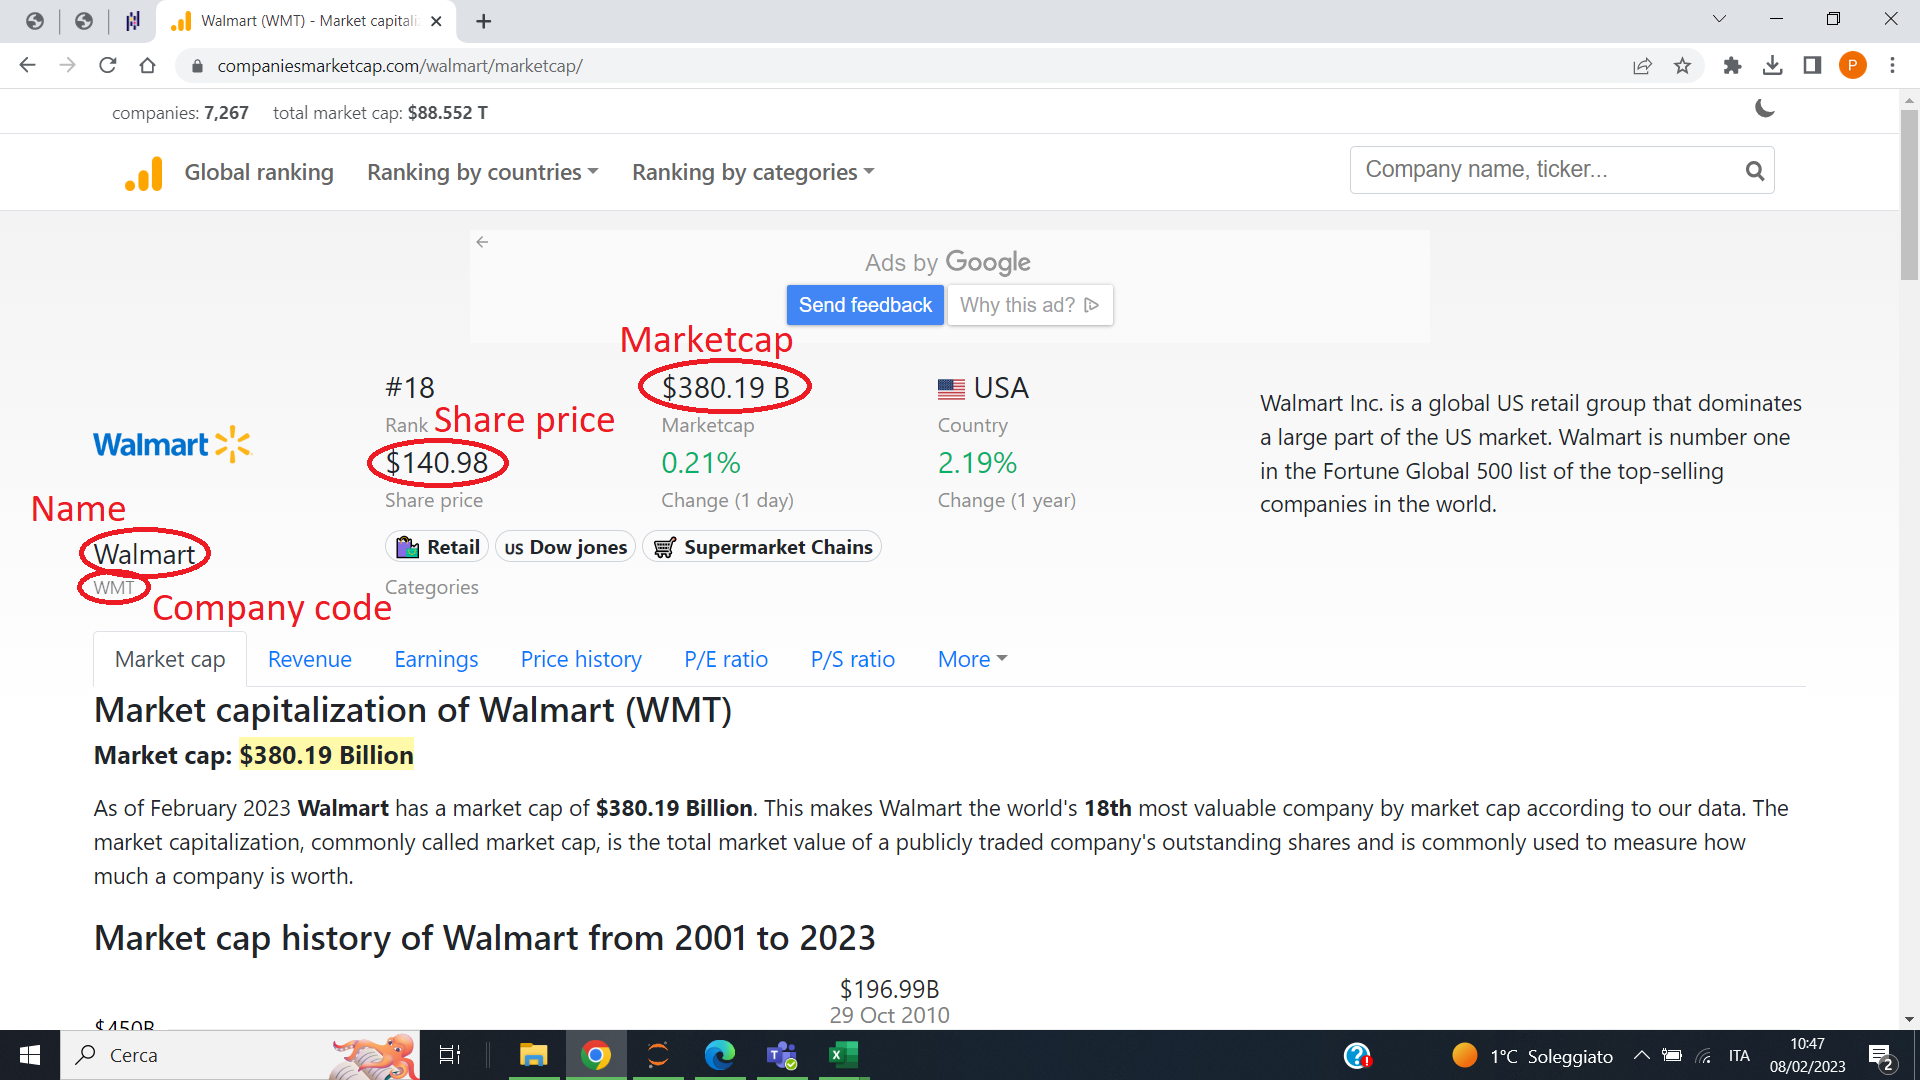 Walmart (WMT) - Market capitali
companiesmarketcap.com/walmart/marketcap/
P
companies: 7,267 total market cap: $88.552 T
Global ranking Ranking by countries Ranking by categories Company name, ticker...
Ads by Google
Send feedback Why this ad?
Marketcap
#18 $380.19 B USA
Rank Share price Marketcap Country
Walmart
$140.98 0.21% 2.19%
Share price Change (1 day) Change (1 year)
Walmart Inc. is a global US retail group that dominates
a large part of the US market. Walmart is number one
in the Fortune Global 500 list of the top-selling
companies in the world.
Name
Walmart
WMT
Company code
Retail US Dow jones Supermarket Chains
Categories
Market cap Revenue Earnings Price history P/E ratio P/S ratio More
Market capitalization of Walmart (WMT)
Market cap: $380.19 Billion
As of February 2023 Walmart has a market cap of $380.19 Billion. This makes Walmart the world's 18th most valuable company by market cap according to our data. The
market capitalization, commonly called market cap, is the total market value of a publicly traded company's outstanding shares and is commonly used to measure how
much a company is worth.
Market cap history of Walmart from 2001 to 2023
$196.99B
29 Oct 2010
$450B
Cerca
1°C Soleggiato
ITA
10:47
08/02/2023
2